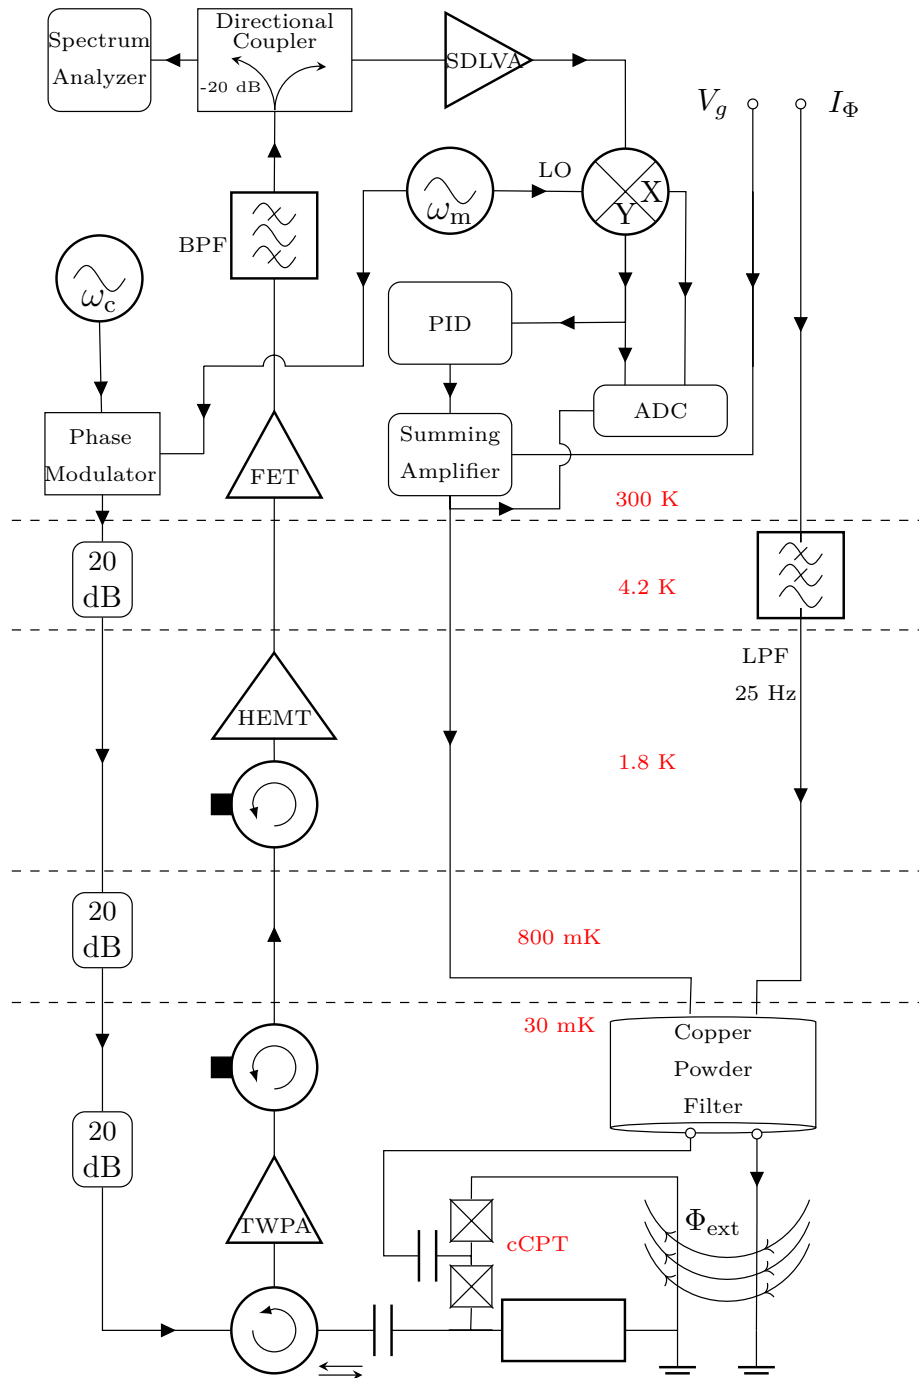 Spectrum
Analyzer
Directional
Coupler
-20 dB
SDLVA
V_g
I_Φ
LO
ω_m
X
Y
BPF
ω_c
PID
ADC
Phase
Modulator
FET
Summing
Amplifier
300 K
20
dB
4.2 K
LPF
25 Hz
HEMT
1.8 K
20
dB
800 mK
30 mK
Copper
Powder
Filter
20
dB
TWPA
cCPT
Φ_ext